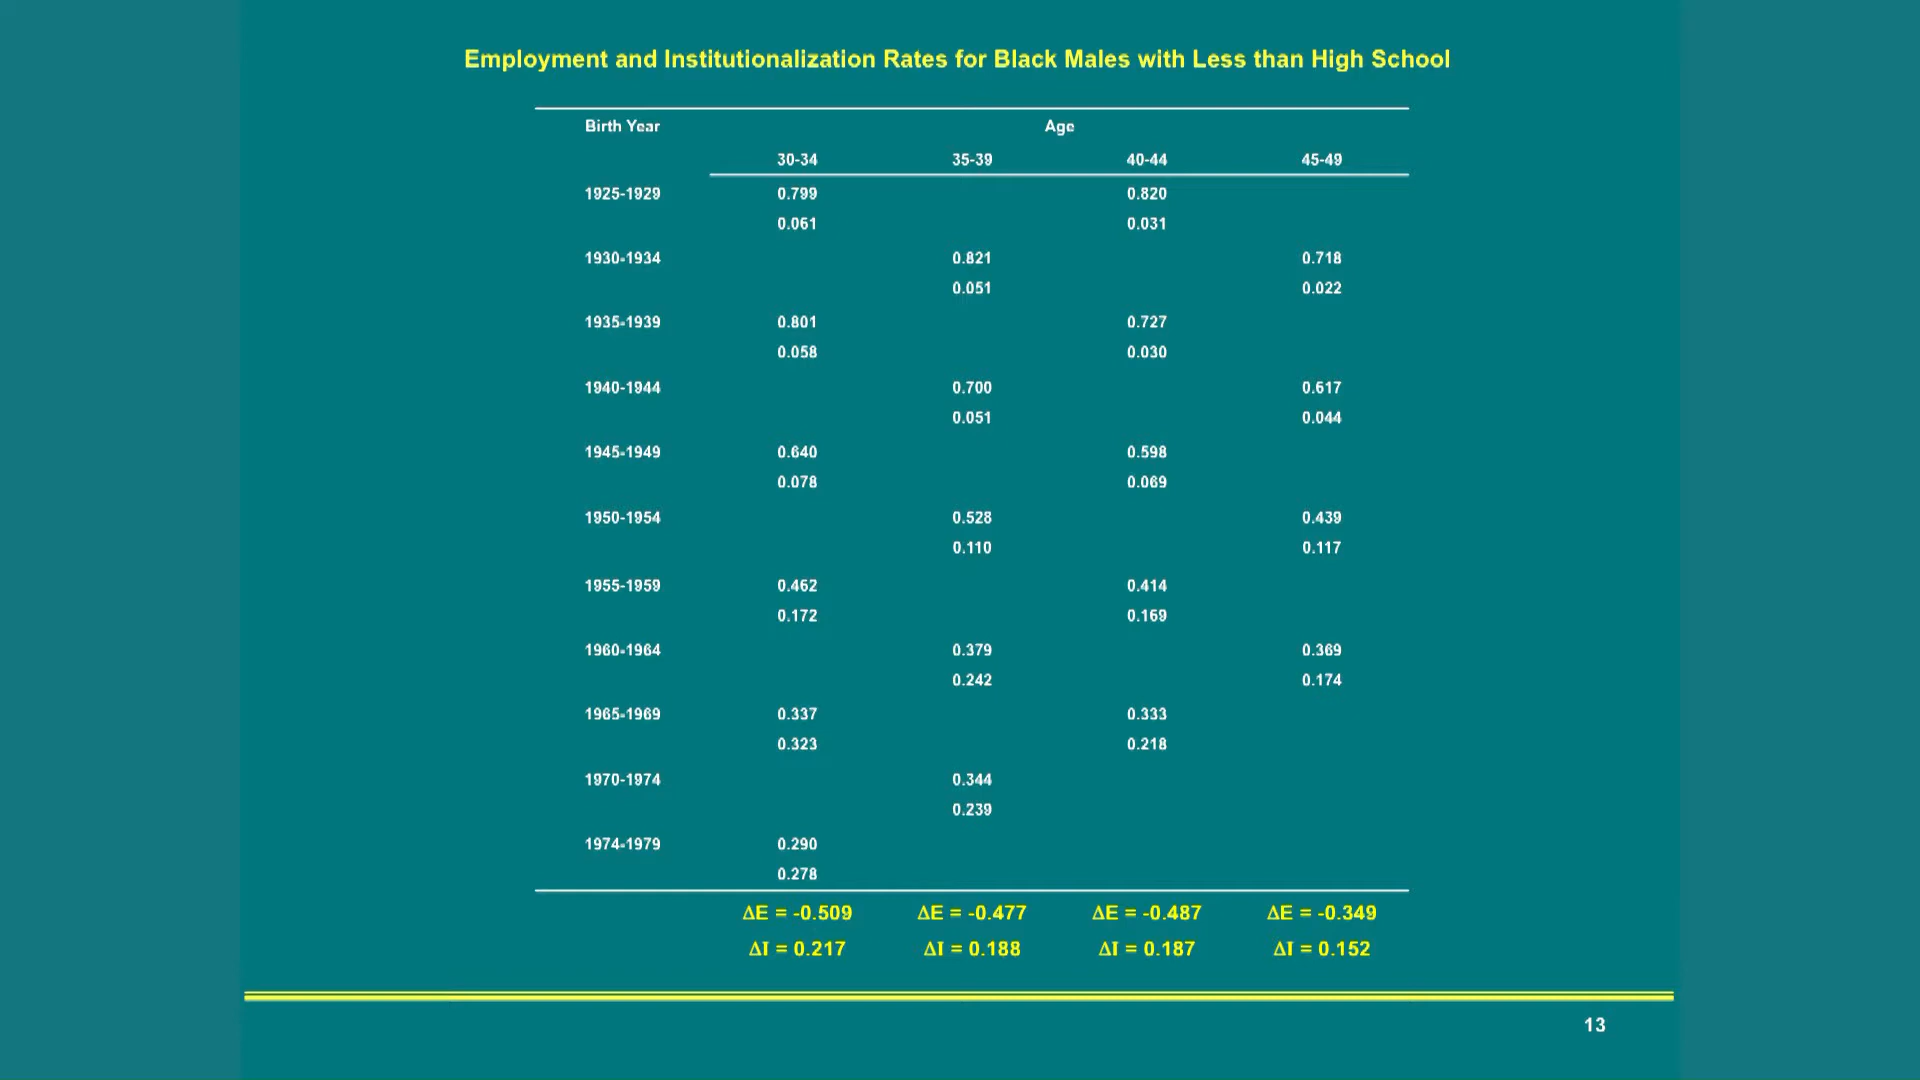 Employment and Institutionalization Rates for Black Males with Less than High School
Birth Year Age
30-34 35-39 40-44 45-49
1925-1929 0.799 0.820
0.061 0.031
1930-1934 0.821 0.718
0.051 0.022
1935-1939 0.801 0.727
0.058 0.030
1940-1944 0.700 0.617
0.051 0.044
1945-1949 0.640 0.598
0.078 0.069
1950-1954 0.528 0.439
0.110 0.117
1955-1959 0.462 0.414
0.172 0.169
1960-1964 0.379 0.369
0.242 0.174
1965-1969 0.337 0.333
0.323 0.218
1970-1974 0.344
0.239
1974-1979 0.290
0.278
ΔE = -0.509 ΔE = -0.477 ΔE = -0.487 ΔE = -0.349
ΔI = 0.217 ΔI = 0.188 ΔI = 0.187 ΔI = 0.152
13